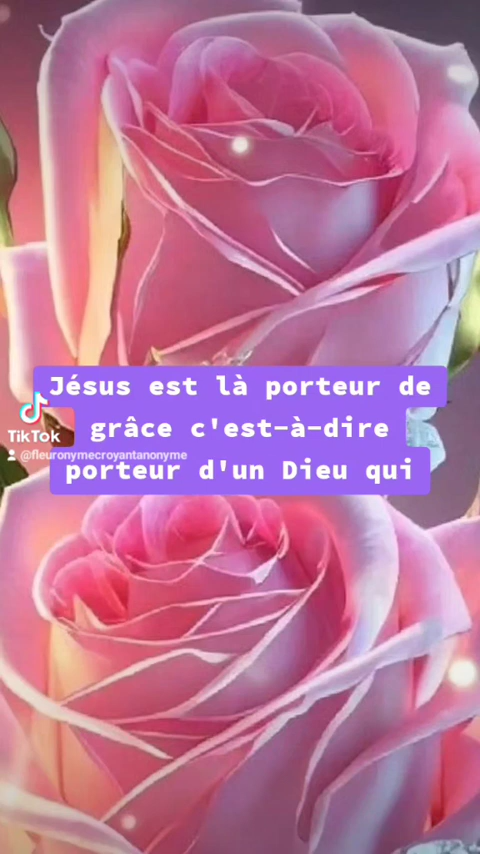 Jésus est là porteur de
grâce c'est-à-dire
porteur d'un Dieu qui
TikTok
@fleuronymecroyantanonyme